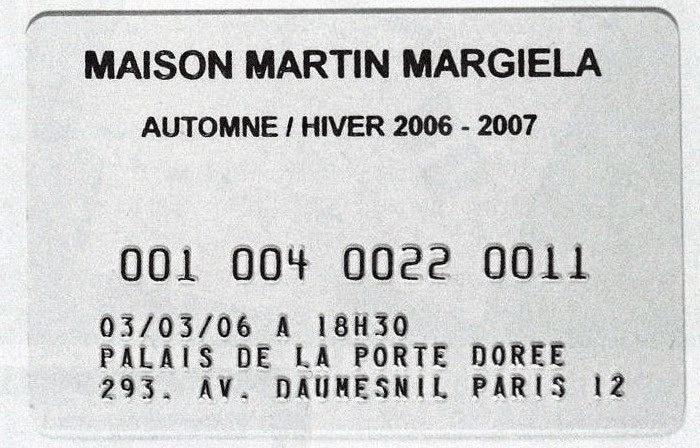 MAISON MARTIN MARGIELA
AUTOMNE / HIVER 2006 - 2007
001 004 0022 0011
03/03/06 A 18H30
PALAIS DE LA PORTE DOREE
293. AV. DAUMESNIL PARIS 12